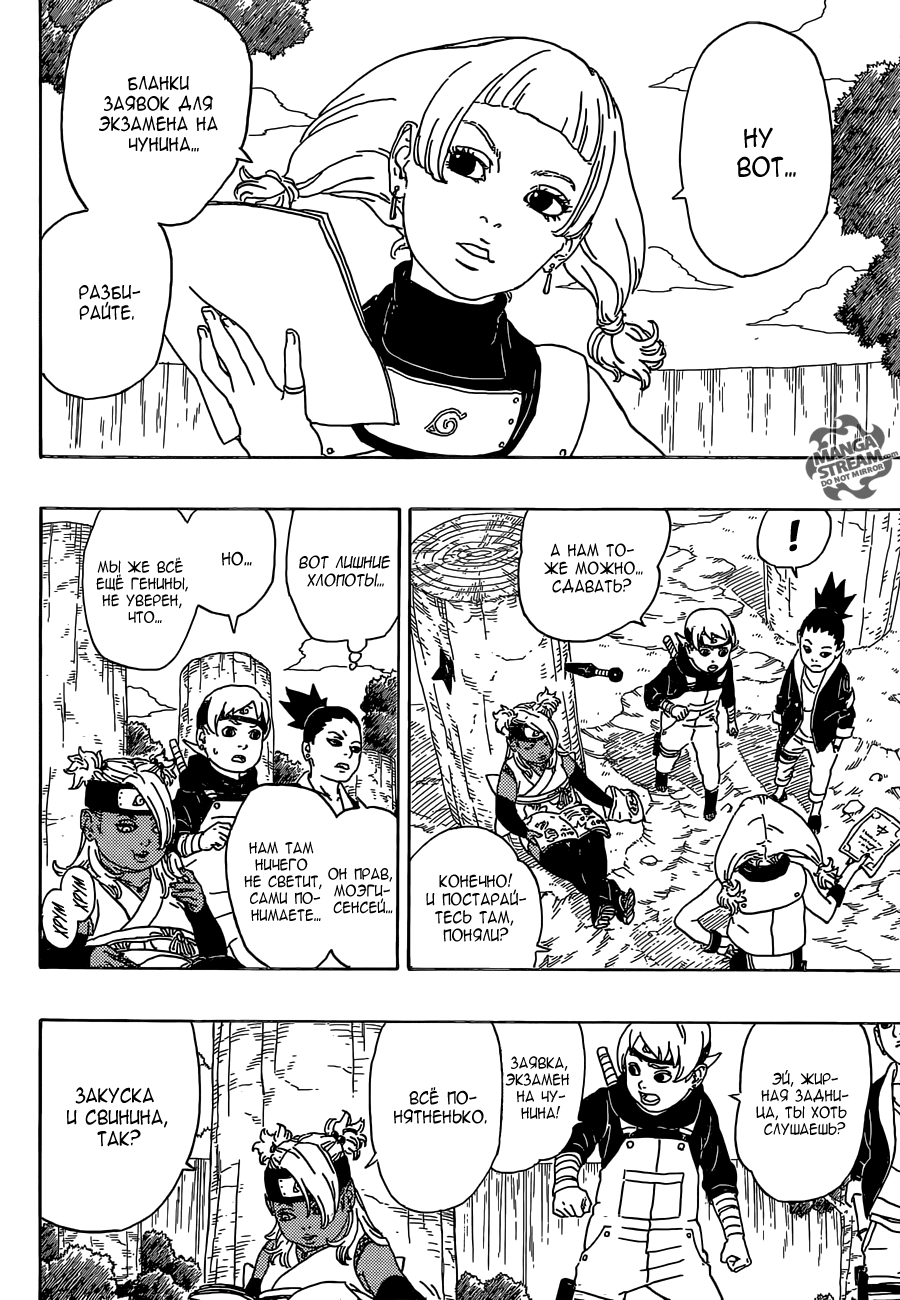 НУ
ВОТ...
БЛАНКИ
ЗАЯВОК ДЛЯ
ЭКЗАМЕНА НА
ЧУНИНА...
РАЗБИ-
РАЙТЕ.
MANGA
STREAM.com
DO NOT MIRROR
!
А НАМ ТО-
ЖЕ МОЖНО...
СДАВАТЬ?
КОНЕЧНО!
И ПОСТАРАЙ-
ТЕСЬ ТАМ,
ПОНЯЛИ?
ВОТ ЛИШНИЕ
ХЛОПОТЫ...
НО...
МЫ ЖЕ ВСЁ
ЕЩЁ ГЕНИНЫ,
НЕ УВЕРЕН,
ЧТО...
ОН ПРАВ,
МОЭГИ-
СЕНСЕЙ...
НАМ ТАМ
НИЧЕГО
НЕ СВЕТИТ,
САМИ ПО-
НИМАЕТЕ...
ЭЙ, ЖИР-
НАЯ ЗАДНИ-
ЦА, ТЫ ХОТЬ
СЛУШАЕШЬ?
ЗАЯВКА,
ЭКЗАМЕН
НА ЧУ-
НИНА!
ВСЁ ПО-
НЯТНЕНЬКО.
ЗАКУСКА
И СВИНИНА,
ТАК?